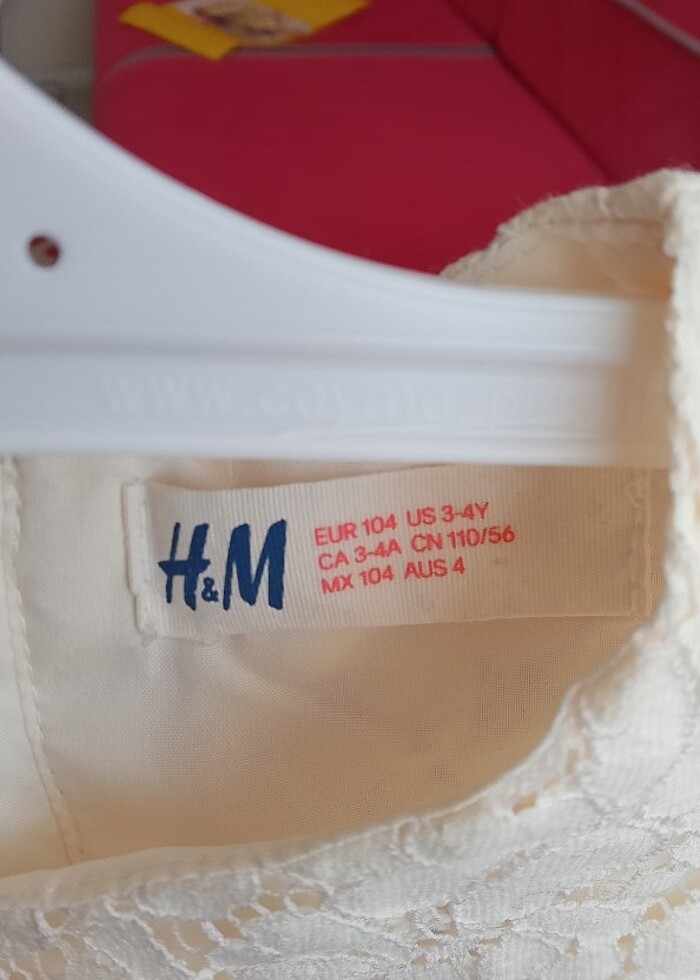 H&M
EUR 104 US 3-4Y
CA 3-4A CN 110/56
MX 104 AUS 4